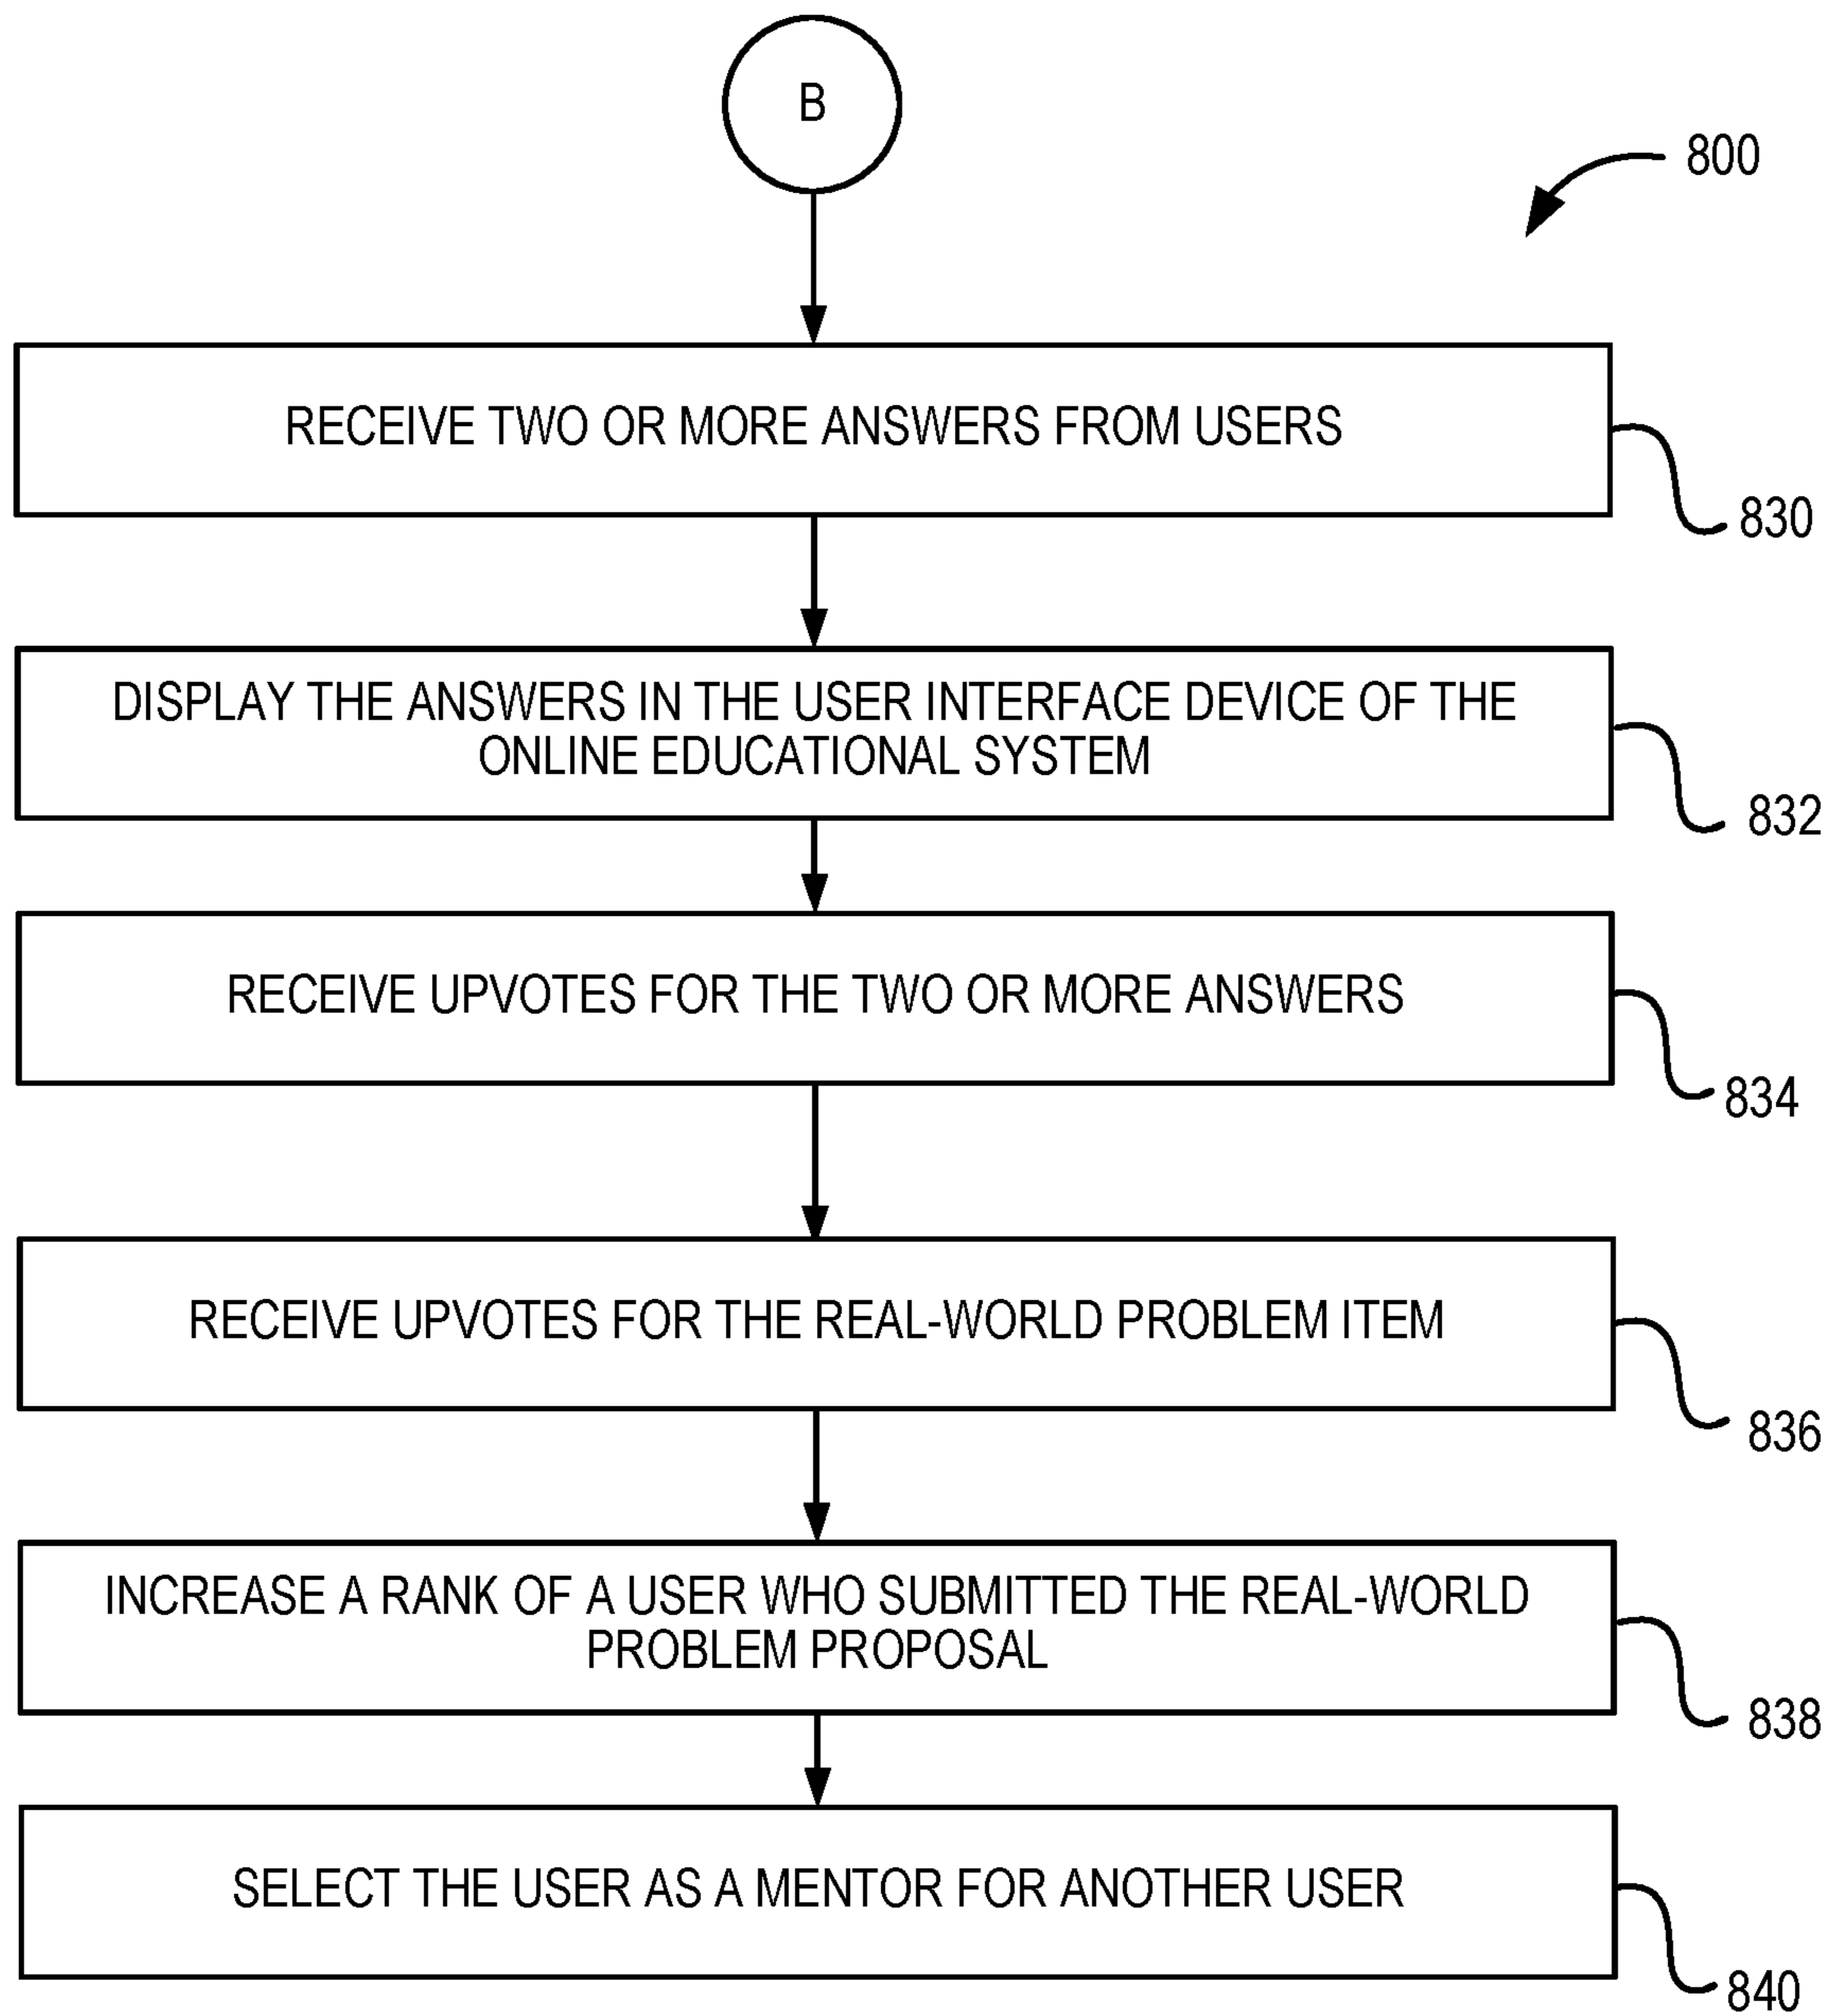 B
800
RECEIVE TWO OR MORE ANSWERS FROM USERS
830
DISPLAY THE ANSWERS IN THE USER INTERFACE DEVICE OF THE
ONLINE EDUCATIONAL SYSTEM
832
RECEIVE UPVOTES FOR THE TWO OR MORE ANSWERS
834
RECEIVE UPVOTES FOR THE REAL-WORLD PROBLEM ITEM
836
INCREASE A RANK OF A USER WHO SUBMITTED THE REAL-WORLD
PROBLEM PROPOSAL
838
SELECT THE USER AS A MENTOR FOR ANOTHER USER
840